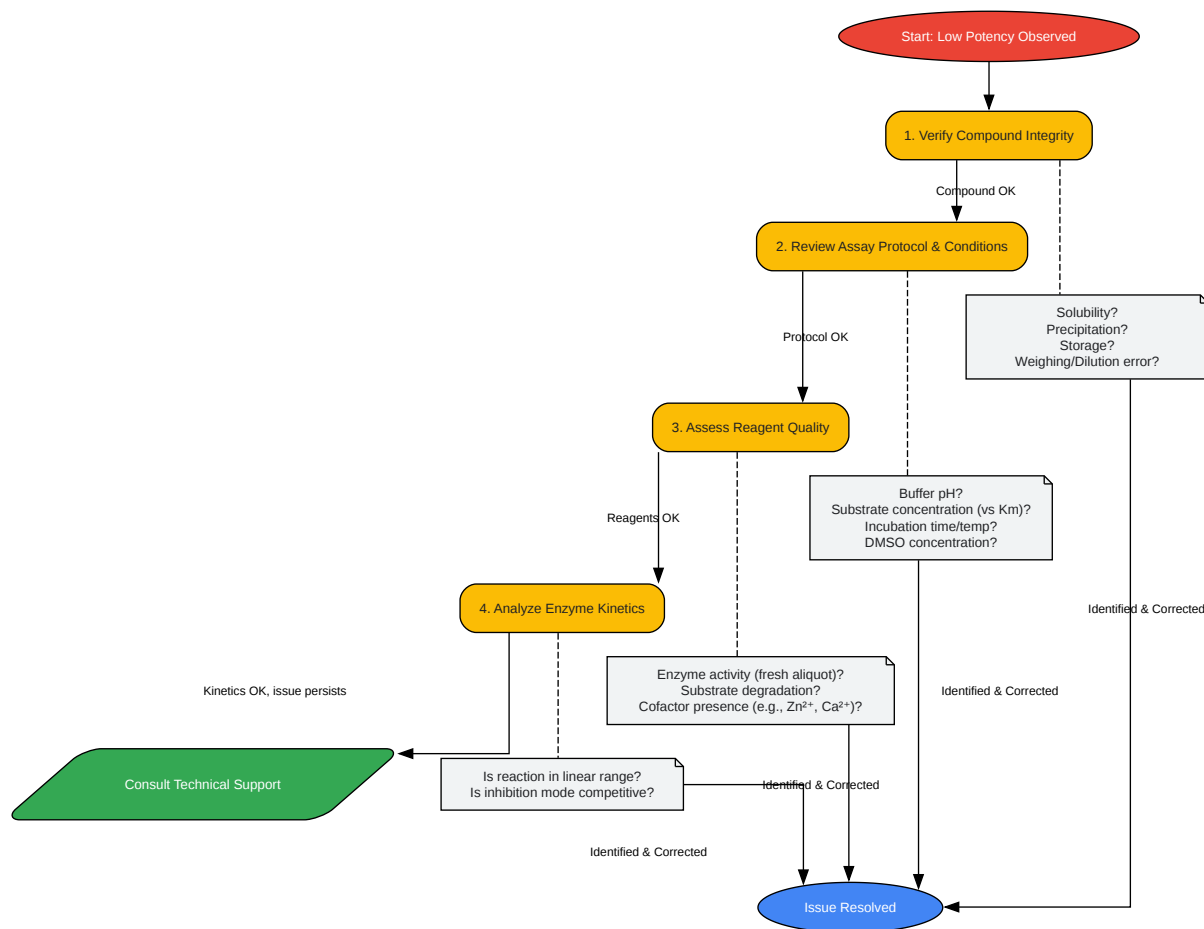 Start: Low Potency Observed
1. Verify Compound Integrity
Compound OK
2. Review Assay Protocol & Conditions
Solubility?
Precipitation?
Storage?
Weighing/Dilution error?
Protocol OK
3. Assess Reagent Quality
Buffer pH?
Substrate concentration (vs Km)?
Incubation time/temp?
DMSO concentration?
Reagents OK
4. Analyze Enzyme Kinetics
Identified & Corrected
Enzyme activity (fresh aliquot)?
Substrate degradation?
Cofactor presence (e.g., Zn²⁺, Ca²⁺)?
Kinetics OK, issue persists
Identified & Corrected
Consult Technical Support
Is reaction in linear range?
Is inhibition mode competitive?
Identified & Corrected
Identified & Corrected
Issue Resolved